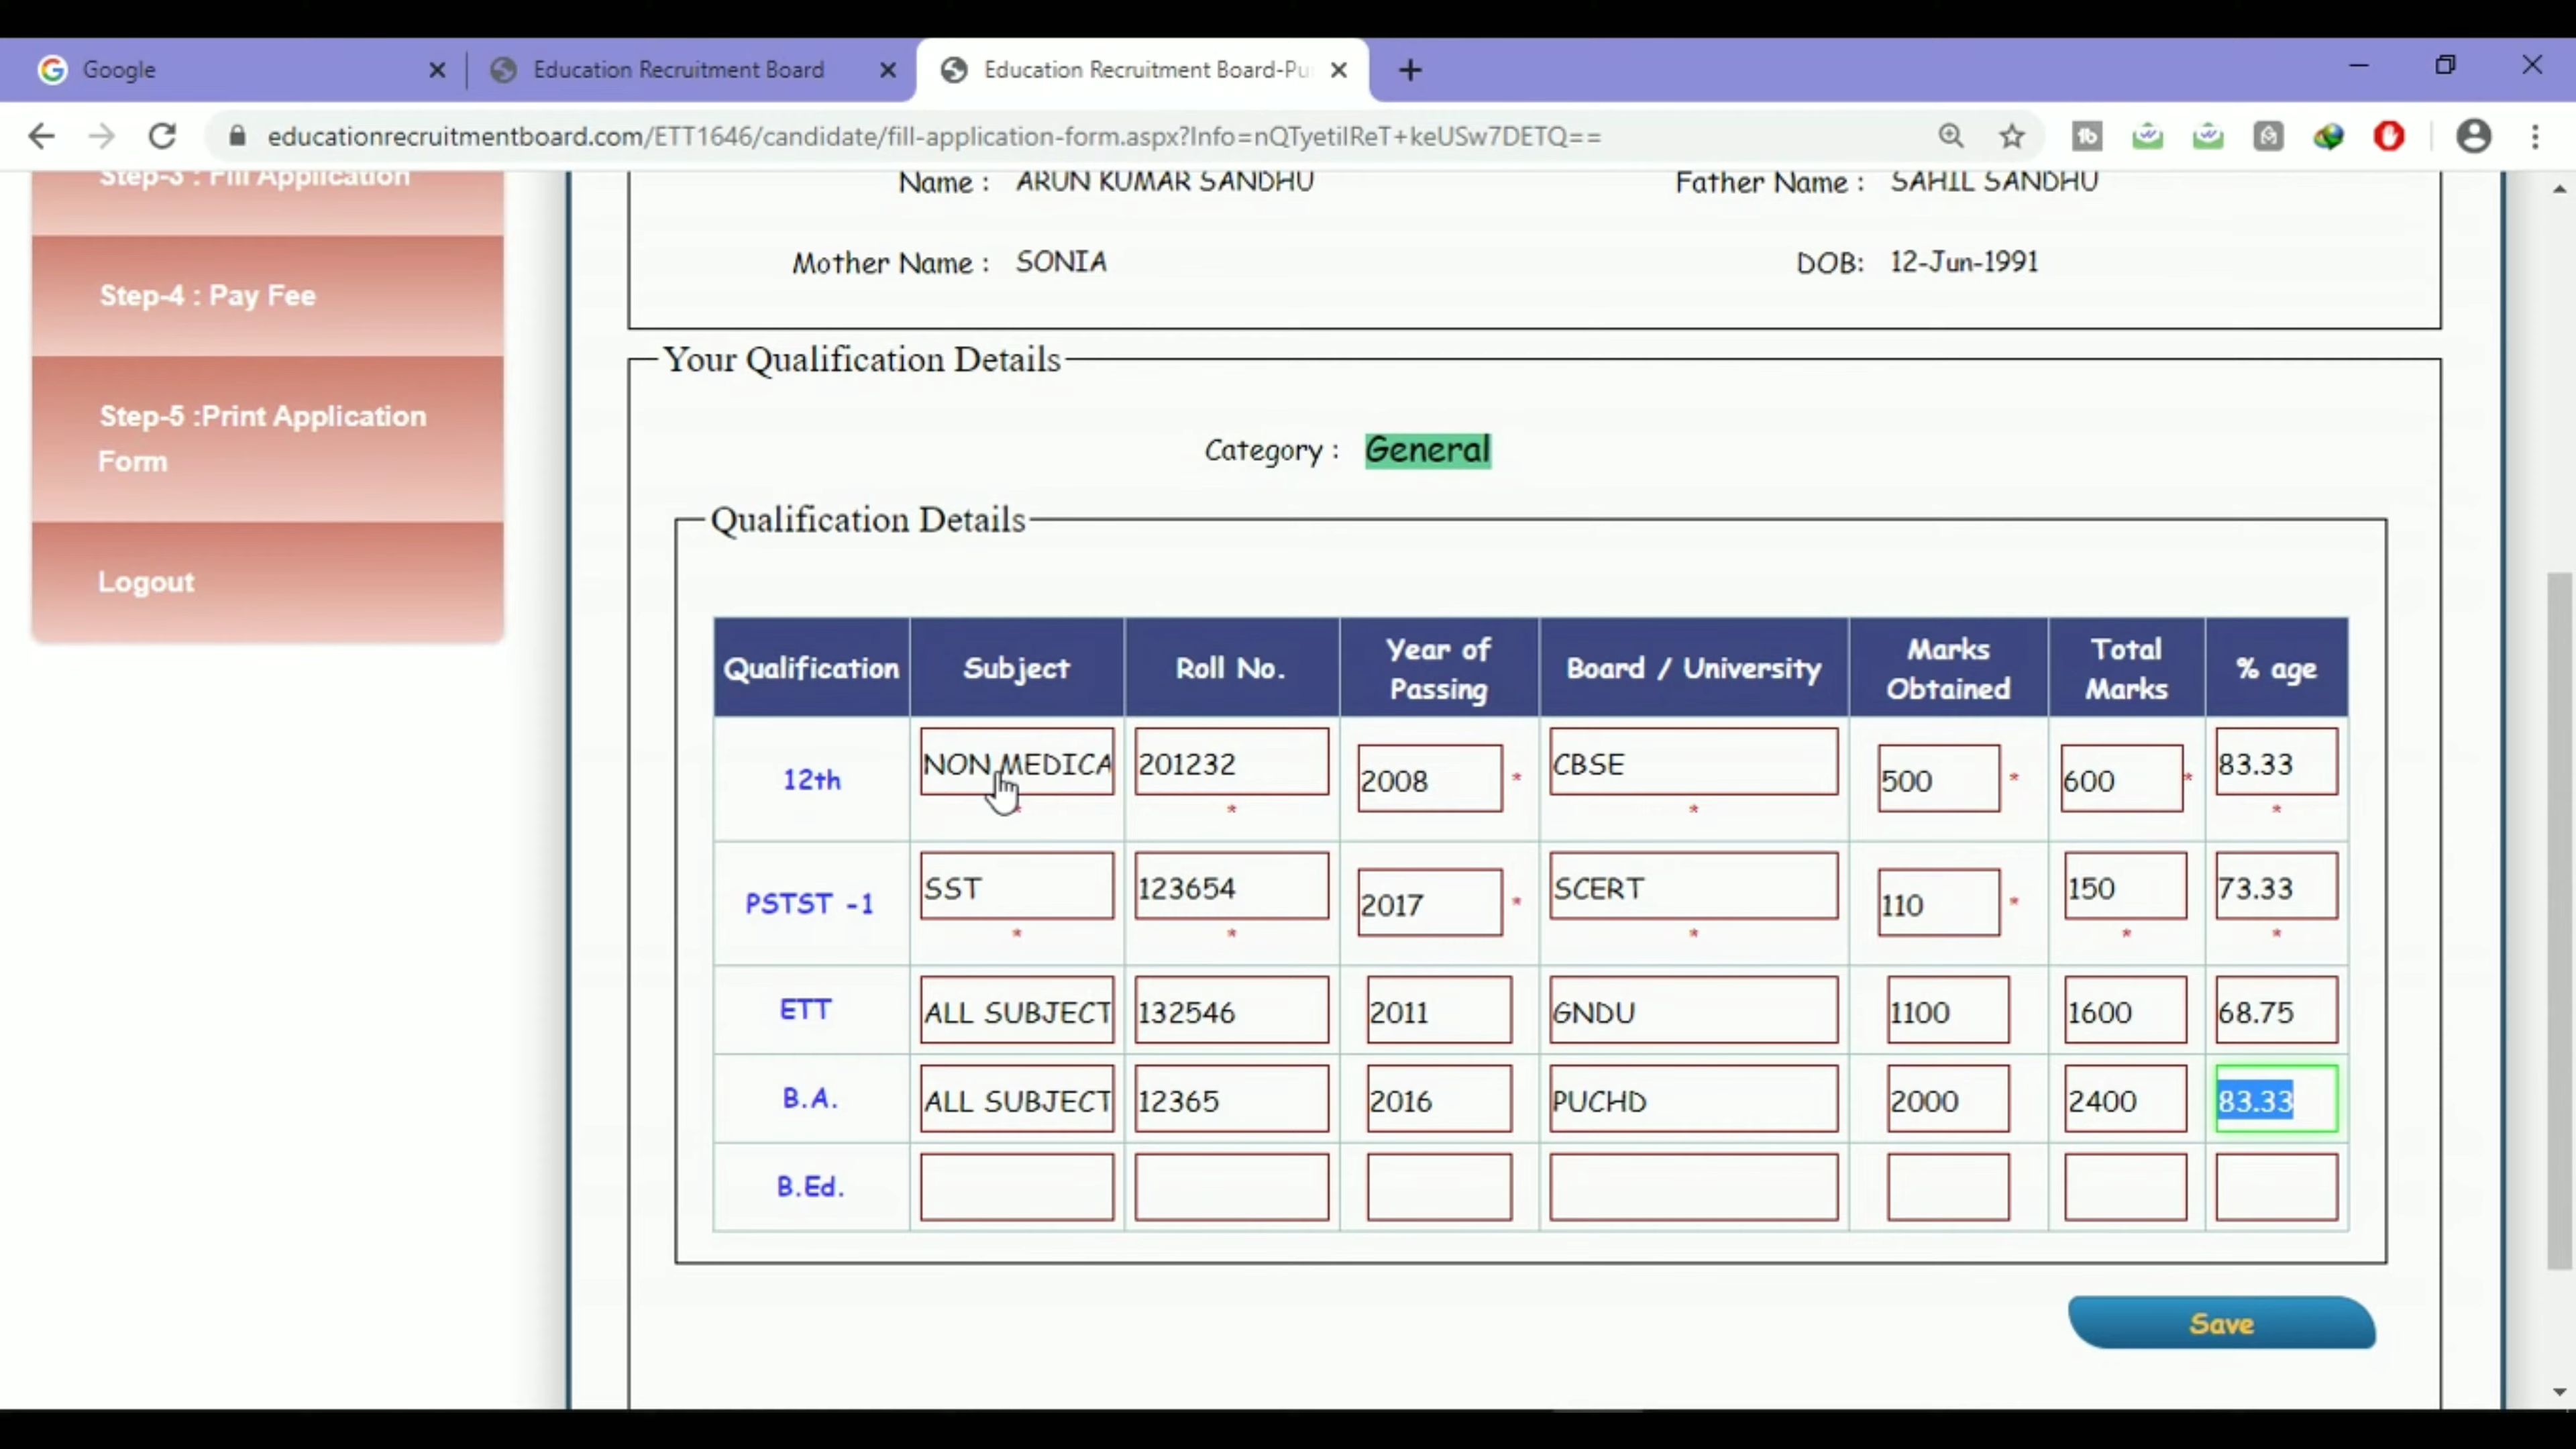 Google
Education Recruitment Board
Education Recruitment Board-Pu
educationrecruitmentboard.com/ETT1646/candidate/fill-application-form.aspx?Info=nQTyetilReT+keUSw7DETQ==
Step-3 : Fill Application
Step-4 : Pay Fee
Step-5 :Print Application
Form
Logout
Name : ARUN KUMAR SANDHU Father Name : SAHIL SANDHU
Mother Name : SONIA DOB: 12-Jun-1991
Your Qualification Details
Category : General
Qualification Details
Qualification Subject Roll No. Year of Passing Board / University Marks Obtained Total Marks % age
12th NON MEDICA 201232 2008 * CBSE 500 * 600 * 83.33
* * * *
PSTST -1 SST 123654 2017 * SCERT 110 * 150 73.33
* * * * *
ETT ALL SUBJECT 132546 2011 GNDU 1100 1600 68.75
B.A. ALL SUBJECT 12365 2016 PUCHD 2000 2400 83.33
B.Ed.
Save